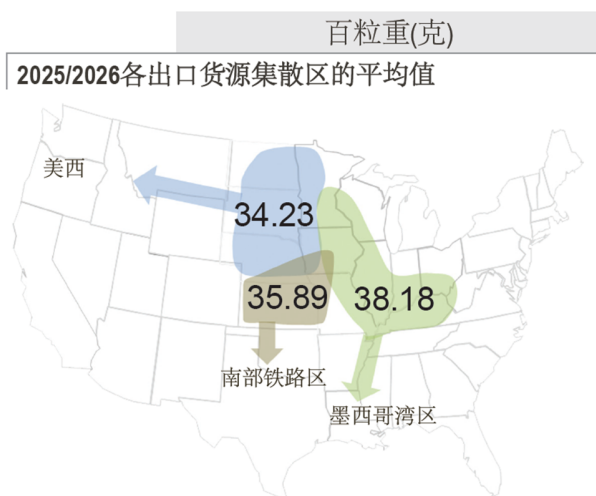 百粒重(克)
2025/2026各出口货源集散区的平均值
美西
34.23
35.89
38.18
南部铁路区
墨西哥湾区